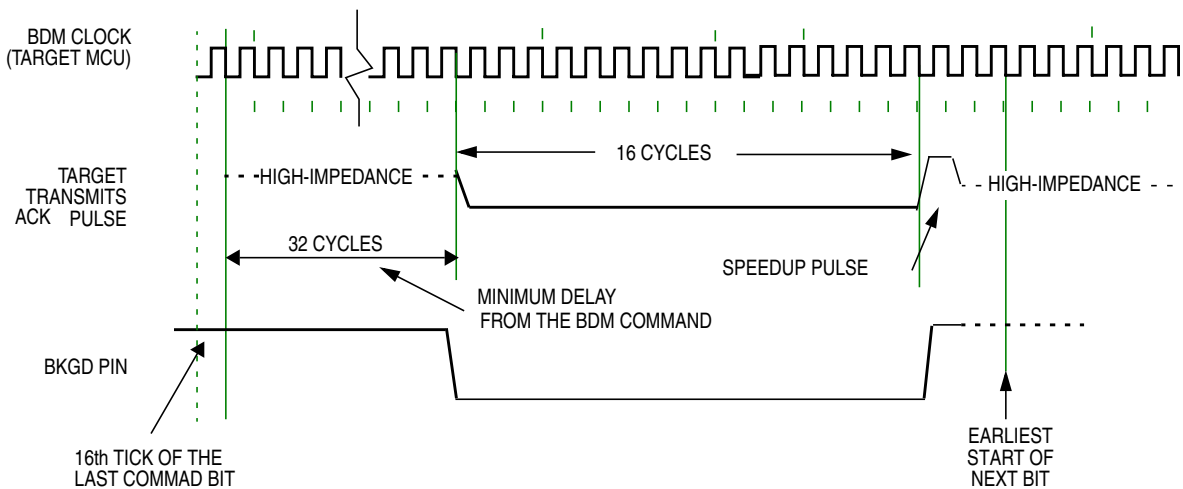 BDM CLOCK
(TARGET MCU)
16 CYCLES
TARGET
TRANSMITS
ACK PULSE
HIGH-IMPEDANCE
HIGH-IMPEDANCE
32 CYCLES
SPEEDUP PULSE
MINIMUM DELAY
FROM THE BDM COMMAND
BKGD PIN
16th TICK OF THE
LAST COMMAD BIT
EARLIEST
START OF
NEXT BIT